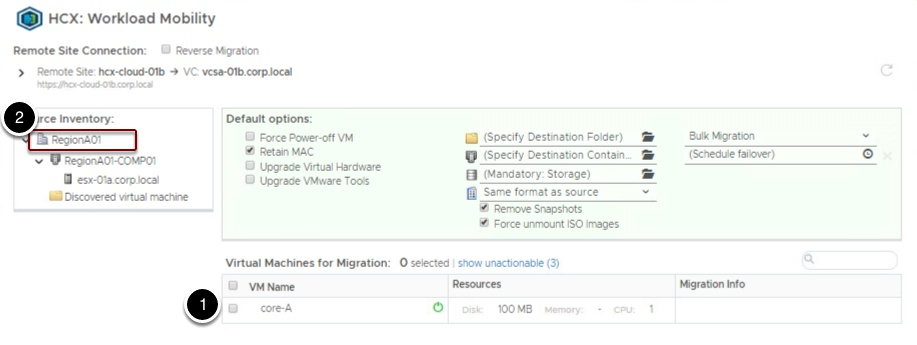 HCX: Workload Mobility
Remote Site Connection: Reverse Migration
Remote Site: hcx-cloud-01b → VC: vcsa-01b.corp.local
https://hcx-cloud-01b.corp.local
2
urce Inventory:
RegionA01
RegionA01-COMP01
esx-01a.corp.local
Discovered virtual machine
Default options:
Force Power-off VM
Retain MAC
Upgrade Virtual Hardware
Upgrade VMware Tools
(Specify Destination Folder)
(Specify Destination Contain...
(Mandatory: Storage)
Same format as source
Remove Snapshots
Force unmount ISO Images
Bulk Migration
(Schedule failover)
Virtual Machines for Migration: 0 selected | show unactionable (3)
VM Name Resources Migration Info
1
core-A Disk: 100 MB Memory: - CPU: 1